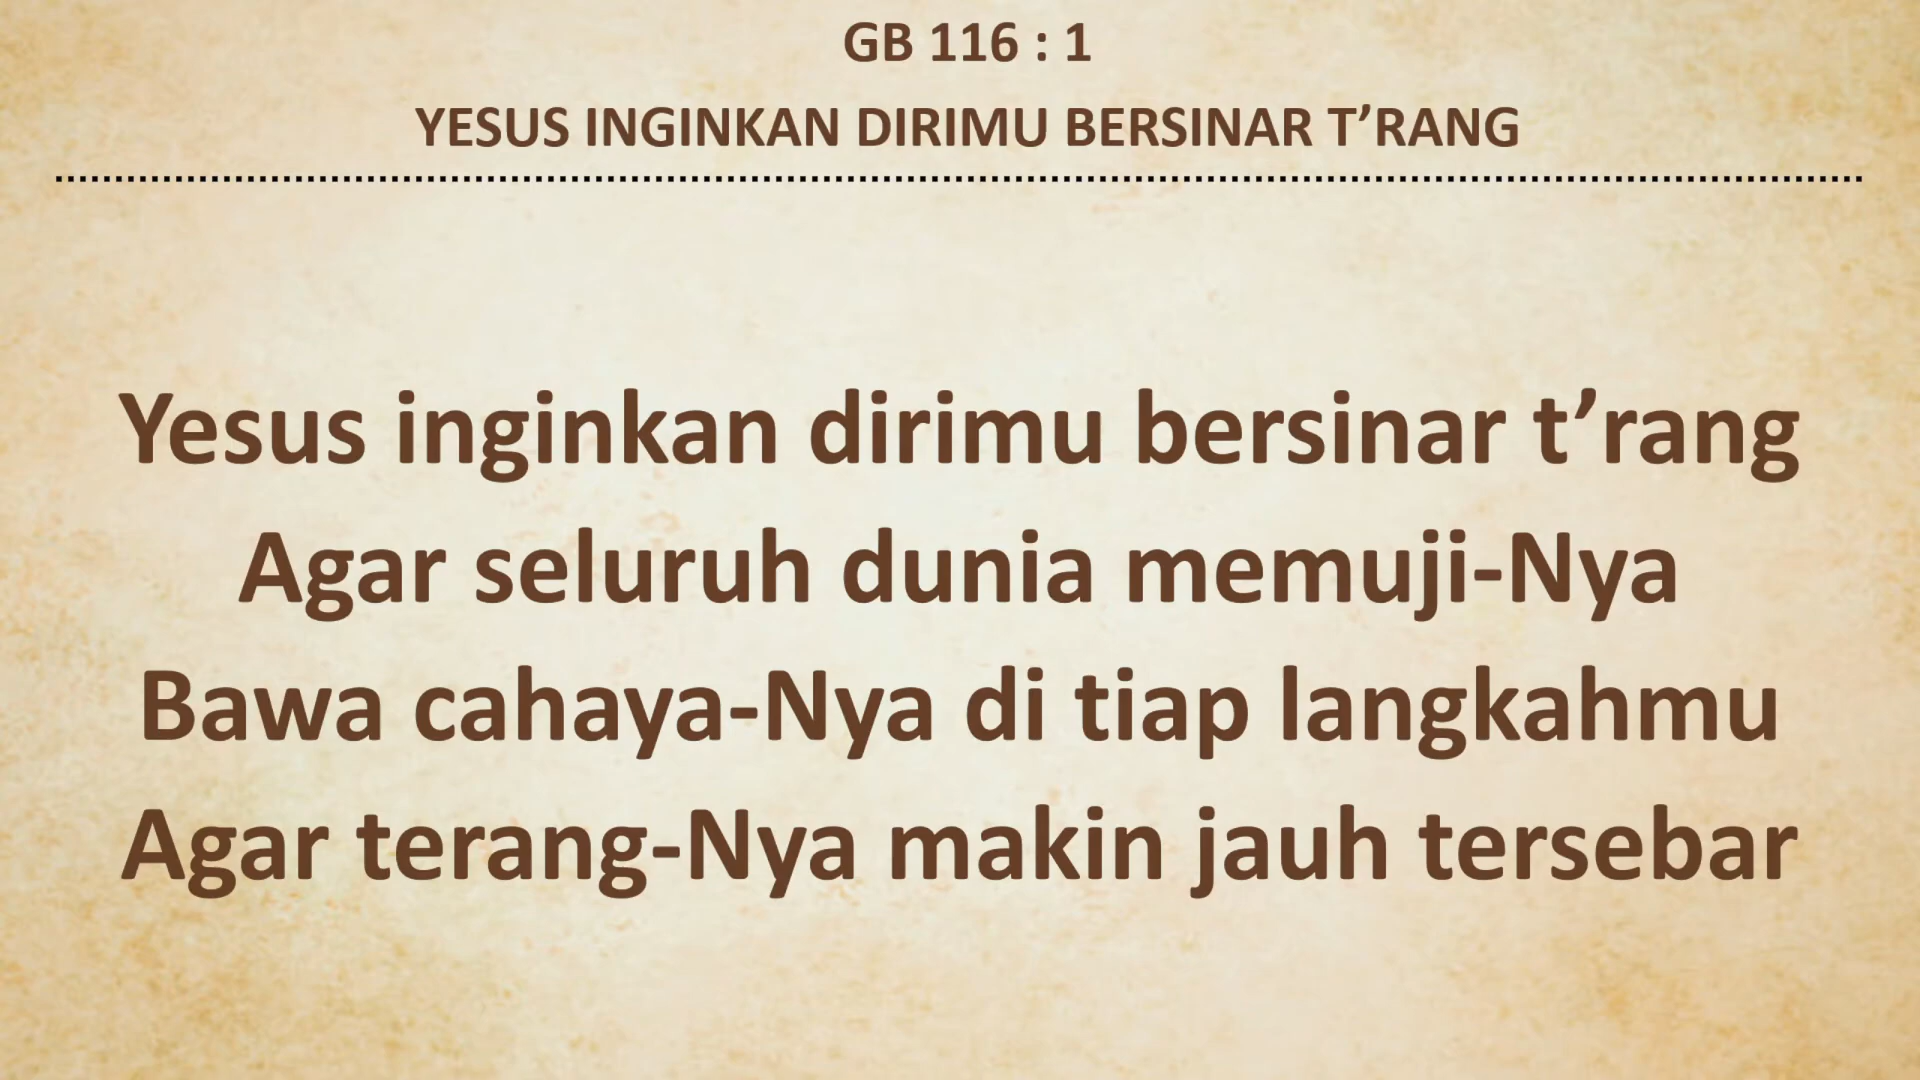 GB 116 : 1
YESUS INGINKAN DIRIMU BERSINAR T’RANG
Yesus inginkan dirimu bersinar t’rang
Agar seluruh dunia memuji-Nya
Bawa cahaya-Nya di tiap langkahmu
Agar terang-Nya makin jauh tersebar